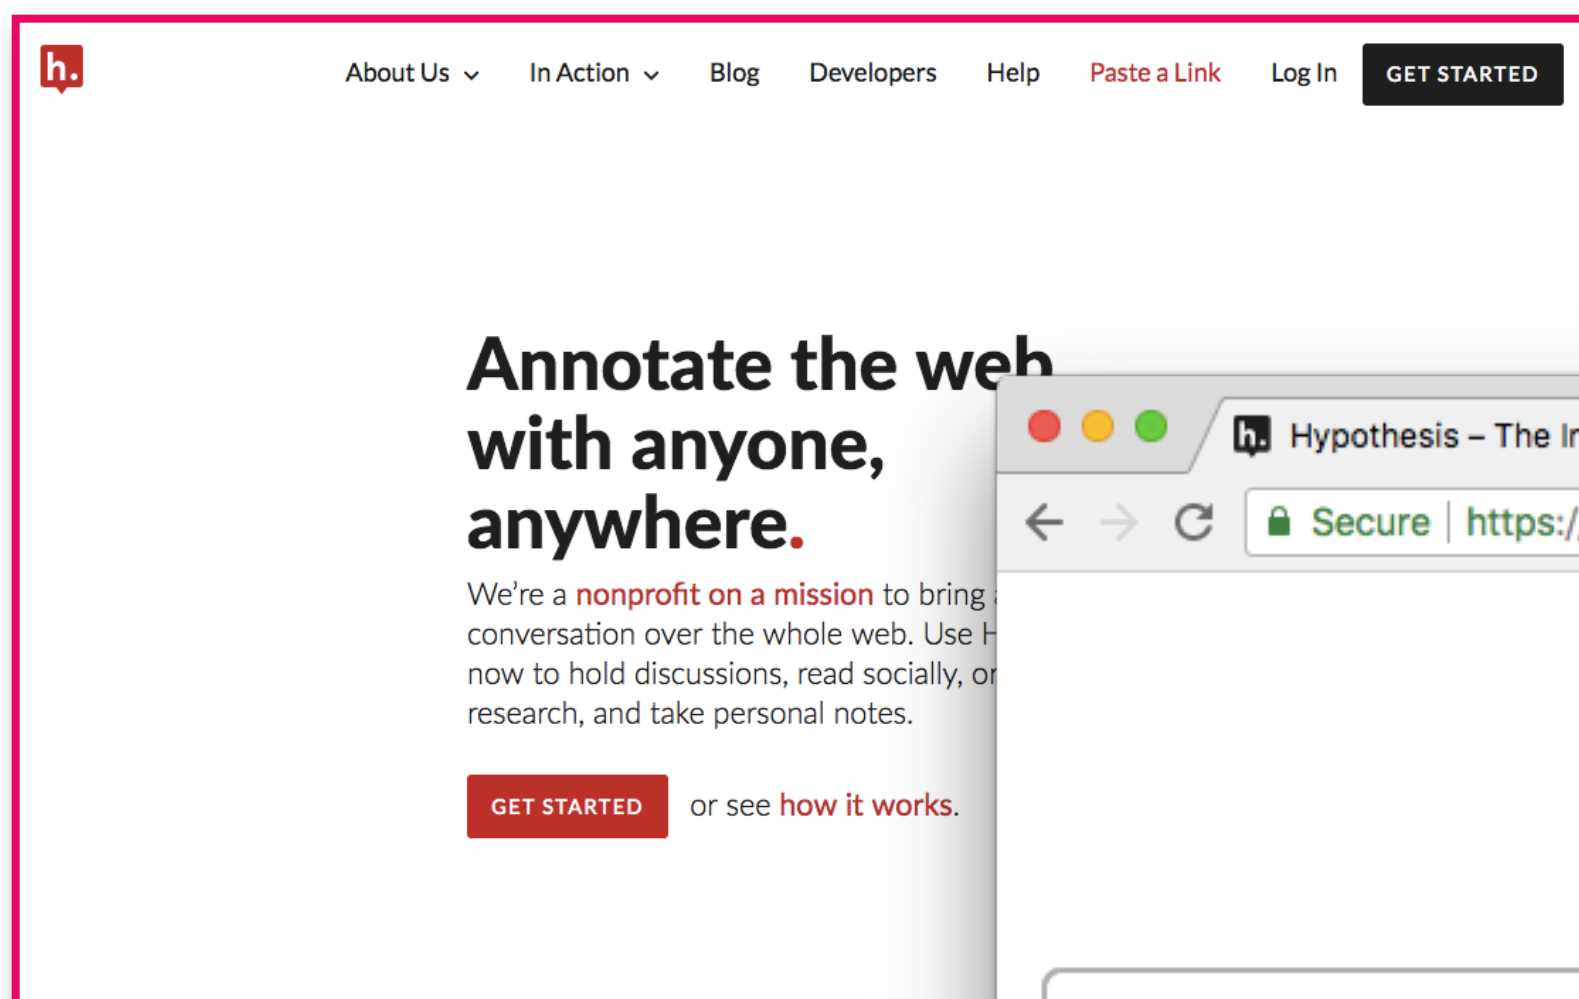 h.
About Us In Action Blog Developers Help Paste a Link Log In GET STARTED
Annotate the web
with anyone,
anywhere.
We're a nonprofit on a mission to bring
conversation over the whole web. Use
now to hold discussions, read socially,
research, and take personal notes.
GET STARTED or see how it works.
h. Hypothesis – The
Secure https:/